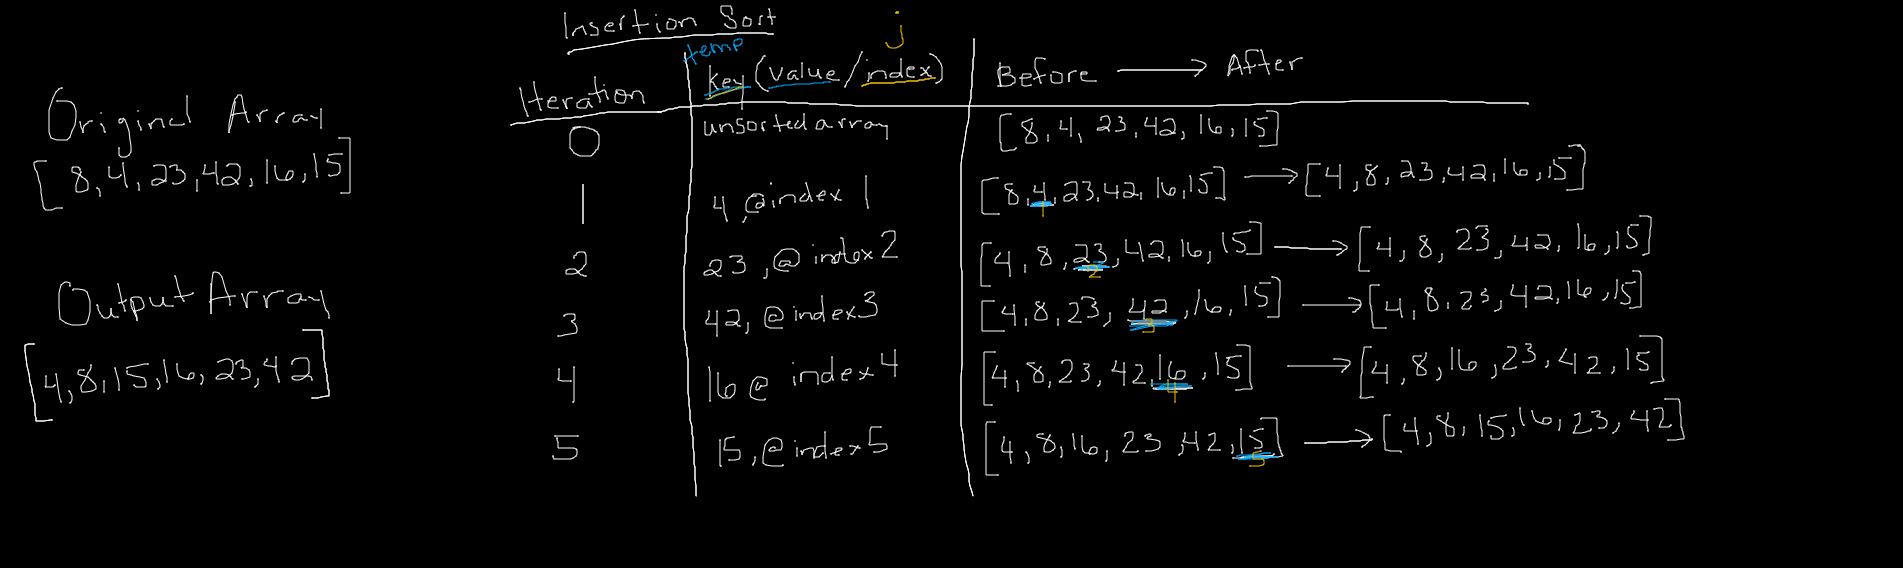 Insertion Sort
Original Array
[8,4,23,42,16,15]
Output Array
[4,8,15,16,23,42]
temp
j
Iteration
key (value/index)
Before → After
0
unsorted array
[8,4,23,42,16,15]
1
4,@index 1
[8,4,23,42,16,15] → [4,8,23,42,16,15]
1
2
23,@index2
[4,8,23,42,16,15] → [4,8,23,42,16,15]
2
3
42,@index3
[4,8,23,42,16,15] → [4,8,23,42,16,15]
3
4
16@ index4
[4,8,23,42,16,15] → [4,8,16,23,42,15]
4
5
15,@index5
[4,8,16,23,42,15] → [4,8,15,16,23,42]
5